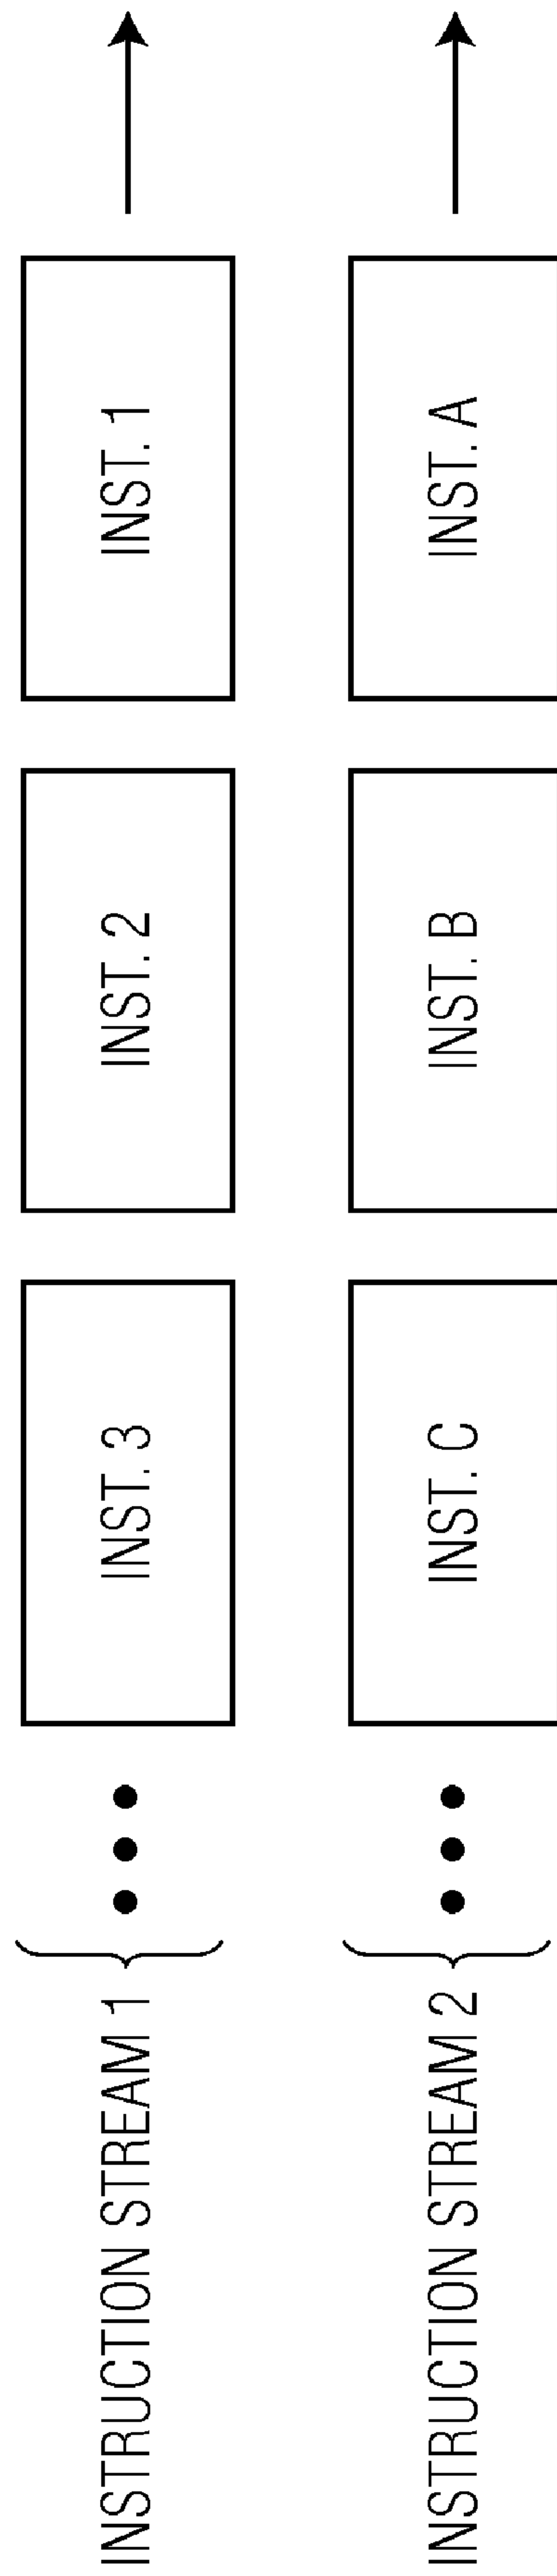 INSTRUCTION STREAM 1
INST. 3
INST. 2
INST. 1
INSTRUCTION STREAM 2
INST. C
INST. B
INST. A